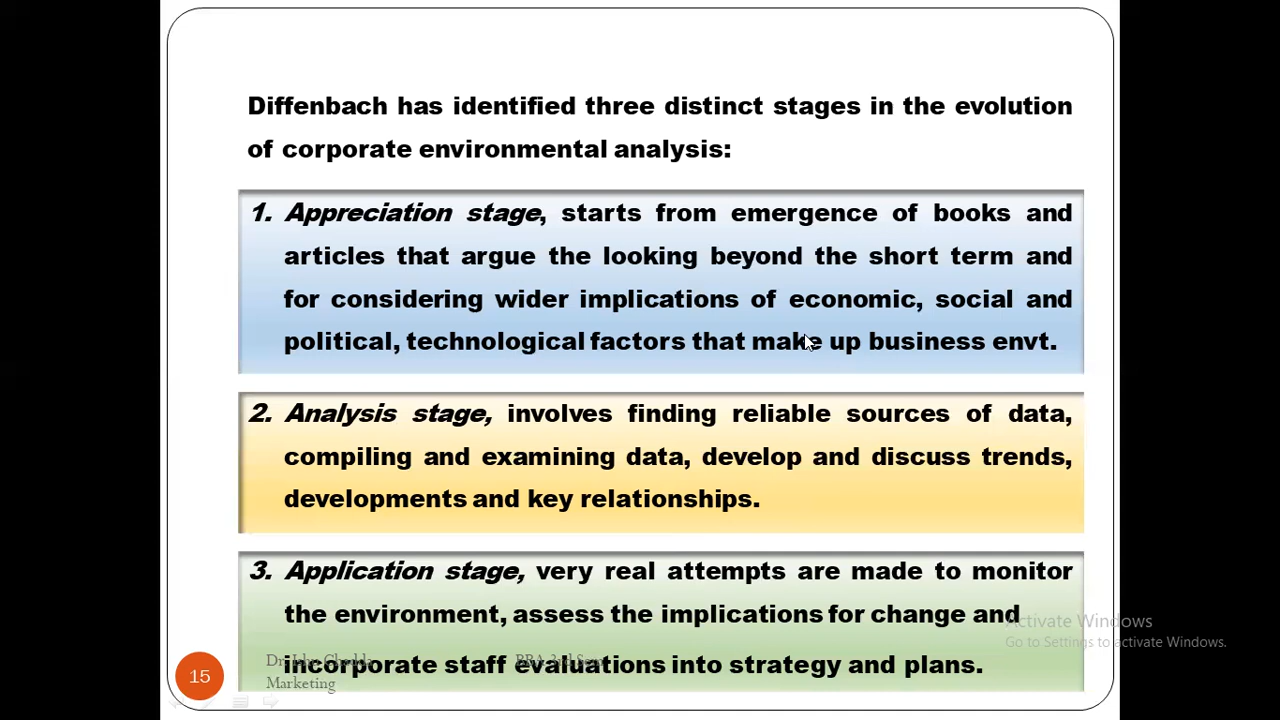 Diffenbach has identified three distinct stages in the evolution
of corporate environmental analysis:
1. Appreciation stage, starts from emergence of books and
articles that argue the looking beyond the short term and
for considering wider implications of economic, social and
political, technological factors that make up business envt.
2. Analysis stage, involves finding reliable sources of data,
compiling and examining data, develop and discuss trends,
developments and key relationships.
3. Application stage, very real attempts are made to monitor
the environment, assess the implications for change and
incorporate staff evaluations into strategy and plans.
Activate Windows
Go to Settings to activate Windows.
15
Marketing